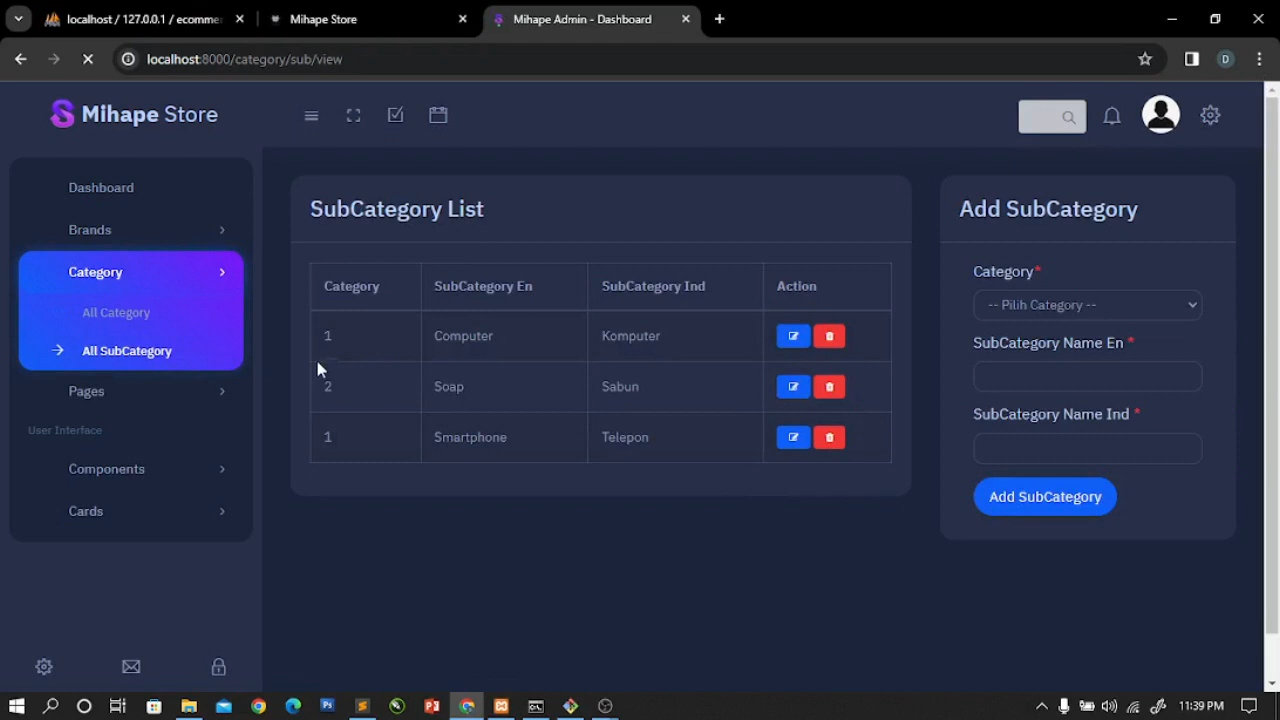 localhost / 127.0.0.1 / ecomme
Mihape Store
Mihape Admin - Dashboard
localhost:8000/category/sub/view
D
Mihape Store
Dashboard
Brands
Category
All Category
All SubCategory
Pages
User Interface
Components
Cards
SubCategory List
Category SubCategory En SubCategory Ind Action
1 Computer Komputer
2 Soap Sabun
1 Smartphone Telepon
Add SubCategory
Category*
-- Pilih Category --
SubCategory Name En *
SubCategory Name Ind *
Add SubCategory
11:39 PM